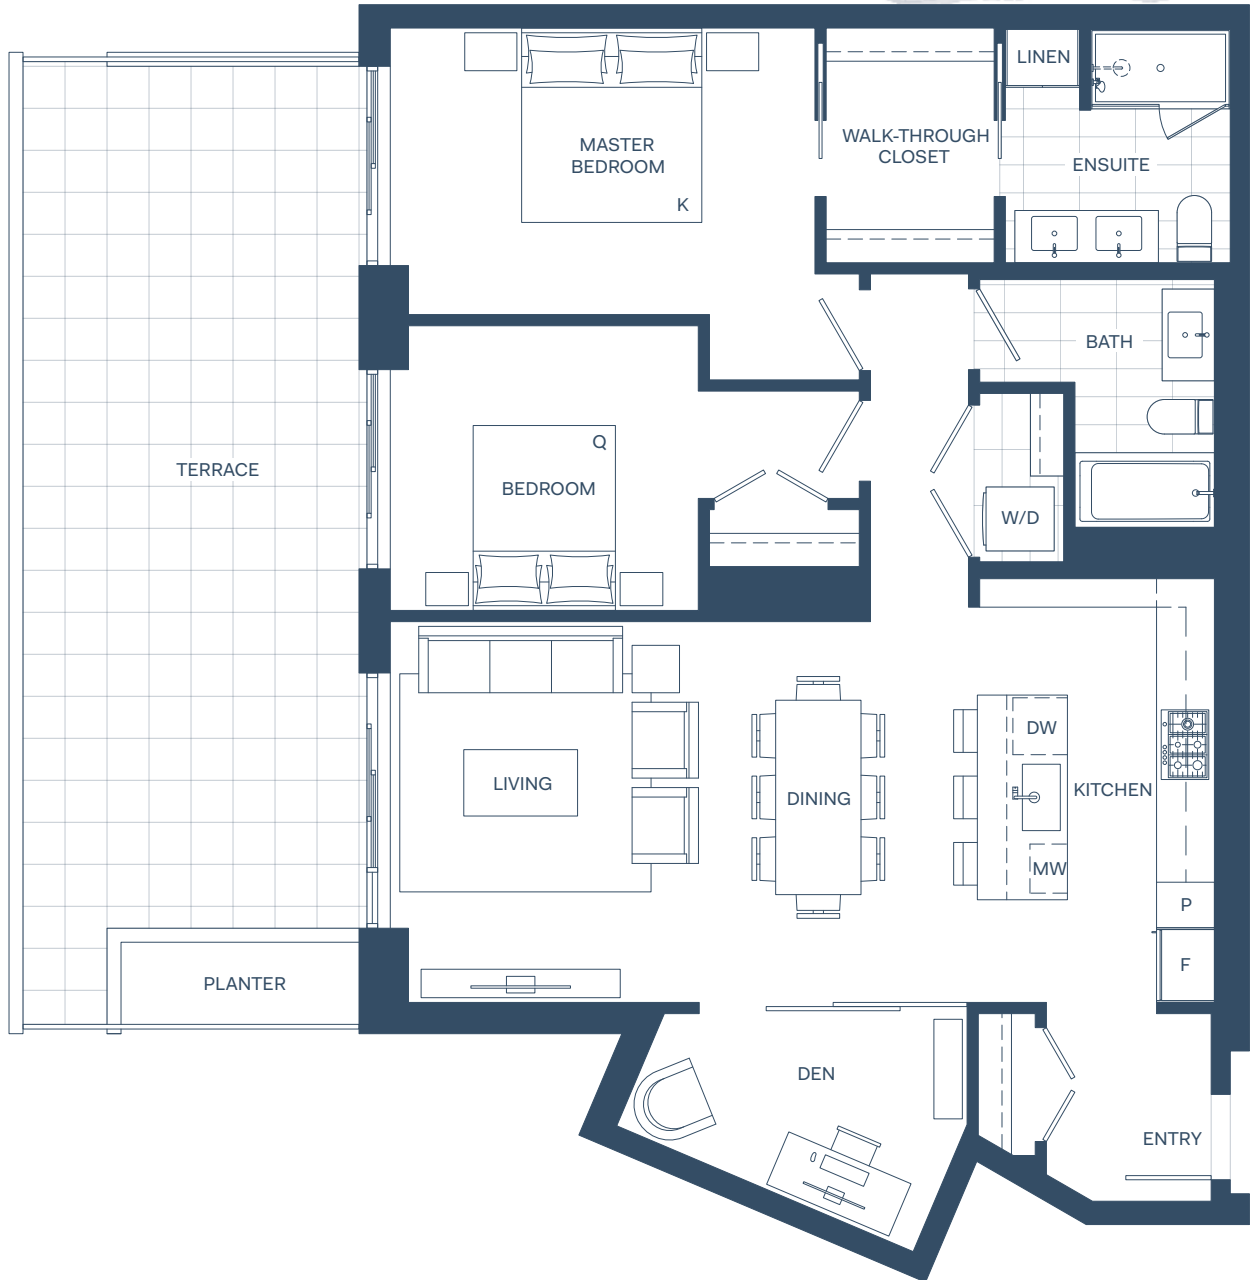 LINEN
MASTER
BEDROOM
K
WALK-THROUGH
CLOSET
ENSUITE
BATH
Q
BEDROOM
TERRACE
W/D
DW
LIVING
DINING
KITCHEN
MW
P
F
PLANTER
DEN
ENTRY